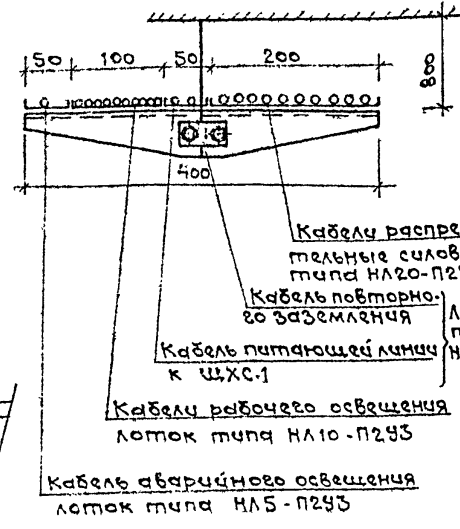 50 100 50 200
800
400
Кабели распре
тельные силов
типа НЛ20-П2
Кабель повторно-
го заземления
Кабель питающей линии
к ЩХС-1
Л
п
Н
Кабели рабочего освещения
лоток типа НЛ10-П2У3
Кабель аварийного освещения
лоток типа НЛ5-П2У3